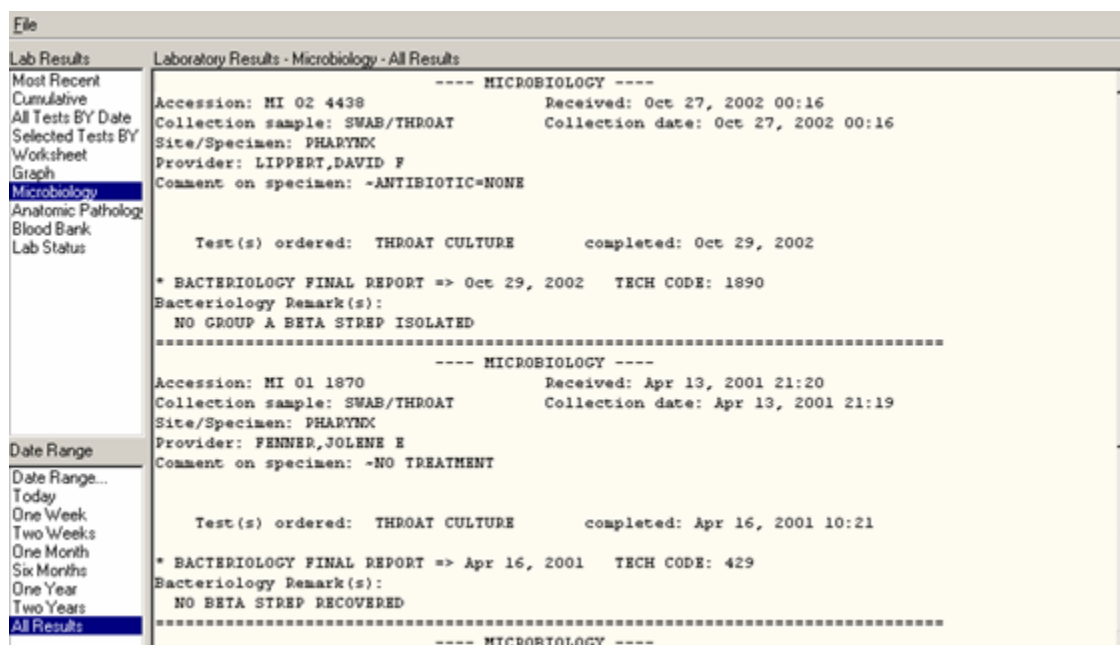 File
Lab Results
Most Recent
Cumulative
All Tests BY Date
Selected Tests BY
Worksheet
Graph
Microbiology
Anatomic Pathology
Blood Bank
Lab Status
Date Range
Date Range...
Today
One Week
Two Weeks
One Month
Six Months
One Year
Two Years
All Results
Laboratory Results - Microbiology - All Results
---- MICROBIOLOGY ----
Accession: MI 02 4438 Received: Oct 27, 2002 00:16
Collection sample: SWAB/THROAT Collection date: Oct 27, 2002 00:16
Site/Specimen: PHARYNX
Provider: LIPPERT,DAVID F
Comment on specimen: ~ANTIBIOTIC=NONE
Test(s) ordered: THROAT CULTURE completed: Oct 29, 2002
* BACTERIOLOGY FINAL REPORT => Oct 29, 2002 TECH CODE: 1890
Bacteriology Remark(s):
NO GROUP A BETA STREP ISOLATED
===============================================================================
---- MICROBIOLOGY ----
Accession: MI 01 1870 Received: Apr 13, 2001 21:20
Collection sample: SWAB/THROAT Collection date: Apr 13, 2001 21:19
Site/Specimen: PHARYNX
Provider: FENNER,JOLENE E
Comment on specimen: ~NO TREATMENT
Test(s) ordered: THROAT CULTURE completed: Apr 16, 2001 10:21
* BACTERIOLOGY FINAL REPORT => Apr 16, 2001 TECH CODE: 429
Bacteriology Remark(s):
NO BETA STREP RECOVERED
===============================================================================
---- MICROBIOLOGY ----